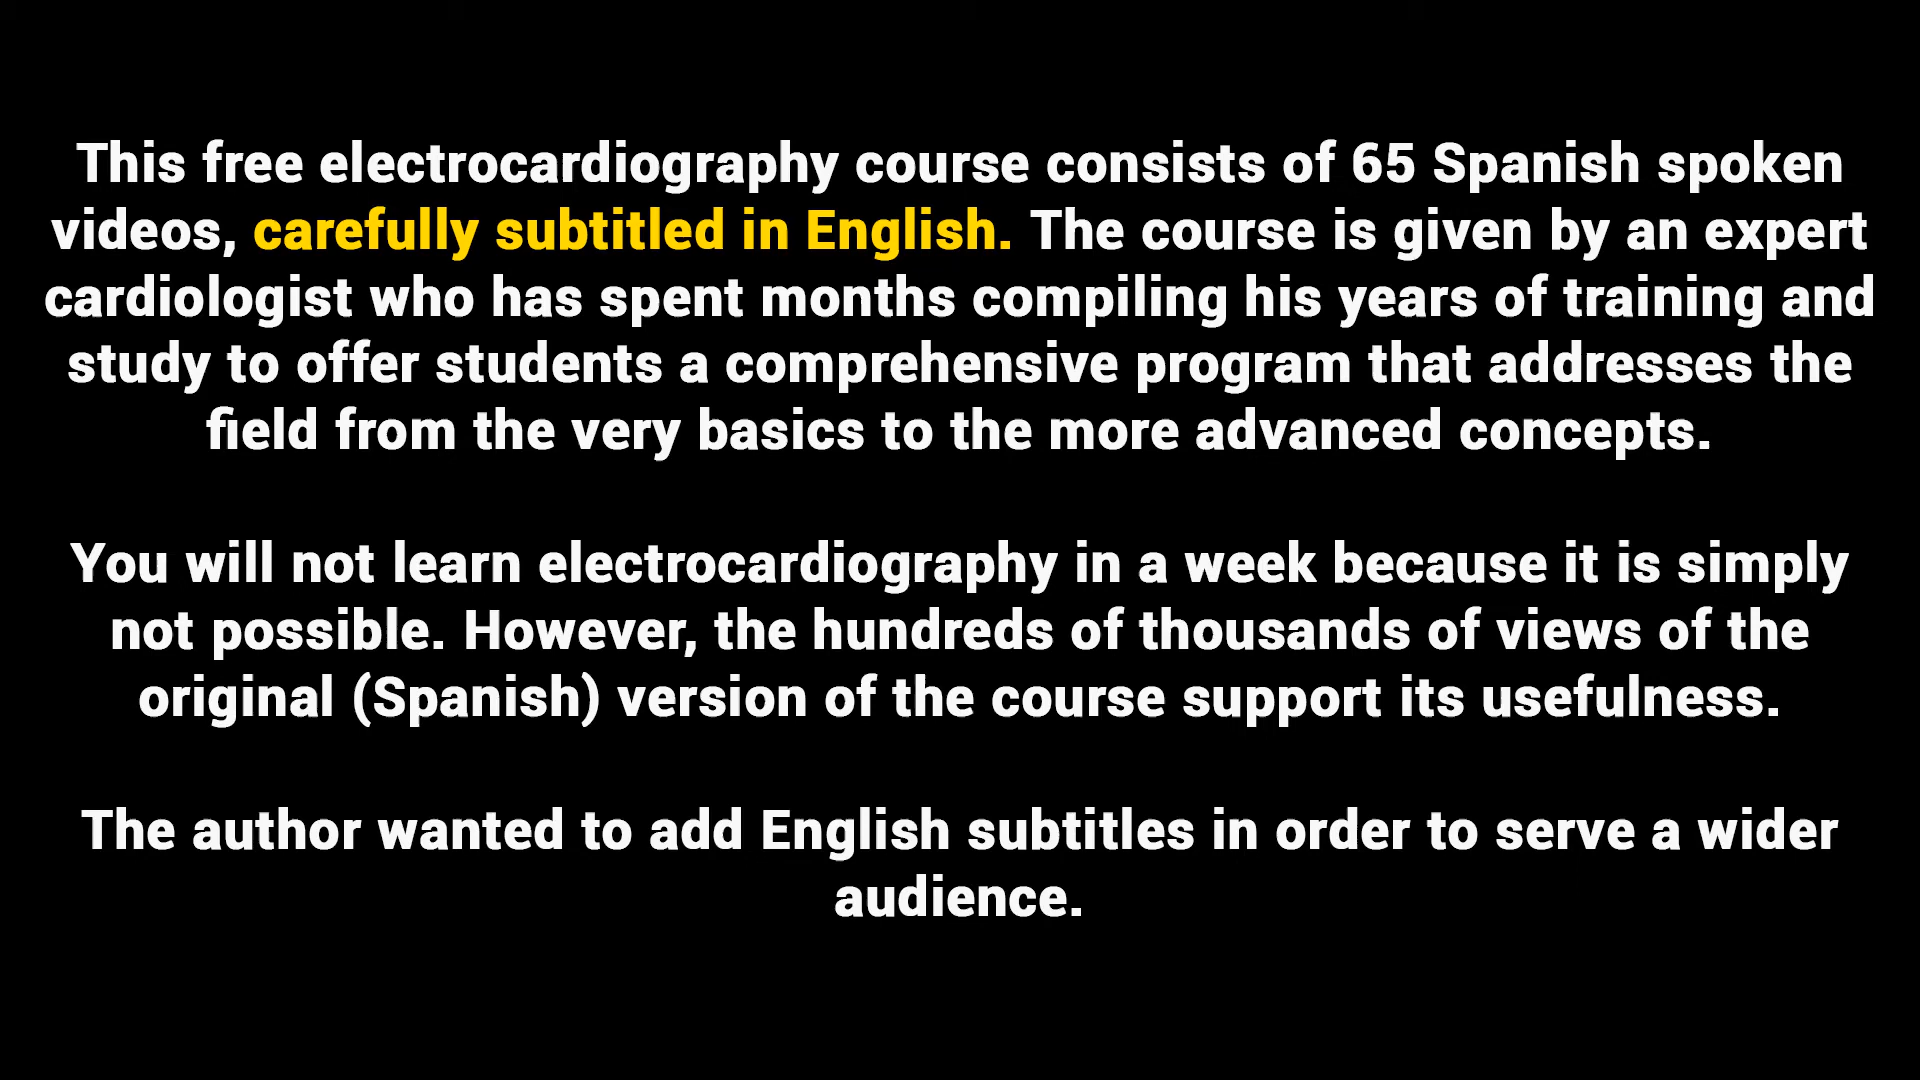 This free electrocardiography course consists of 65 Spanish spoken
videos, carefully subtitled in English. The course is given by an expert
cardiologist who has spent months compiling his years of training and
study to offer students a comprehensive program that addresses the
field from the very basics to the more advanced concepts.
You will not learn electrocardiography in a week because it is simply
not possible. However, the hundreds of thousands of views of the
original (Spanish) version of the course support its usefulness.
The author wanted to add English subtitles in order to serve a wider
audience.